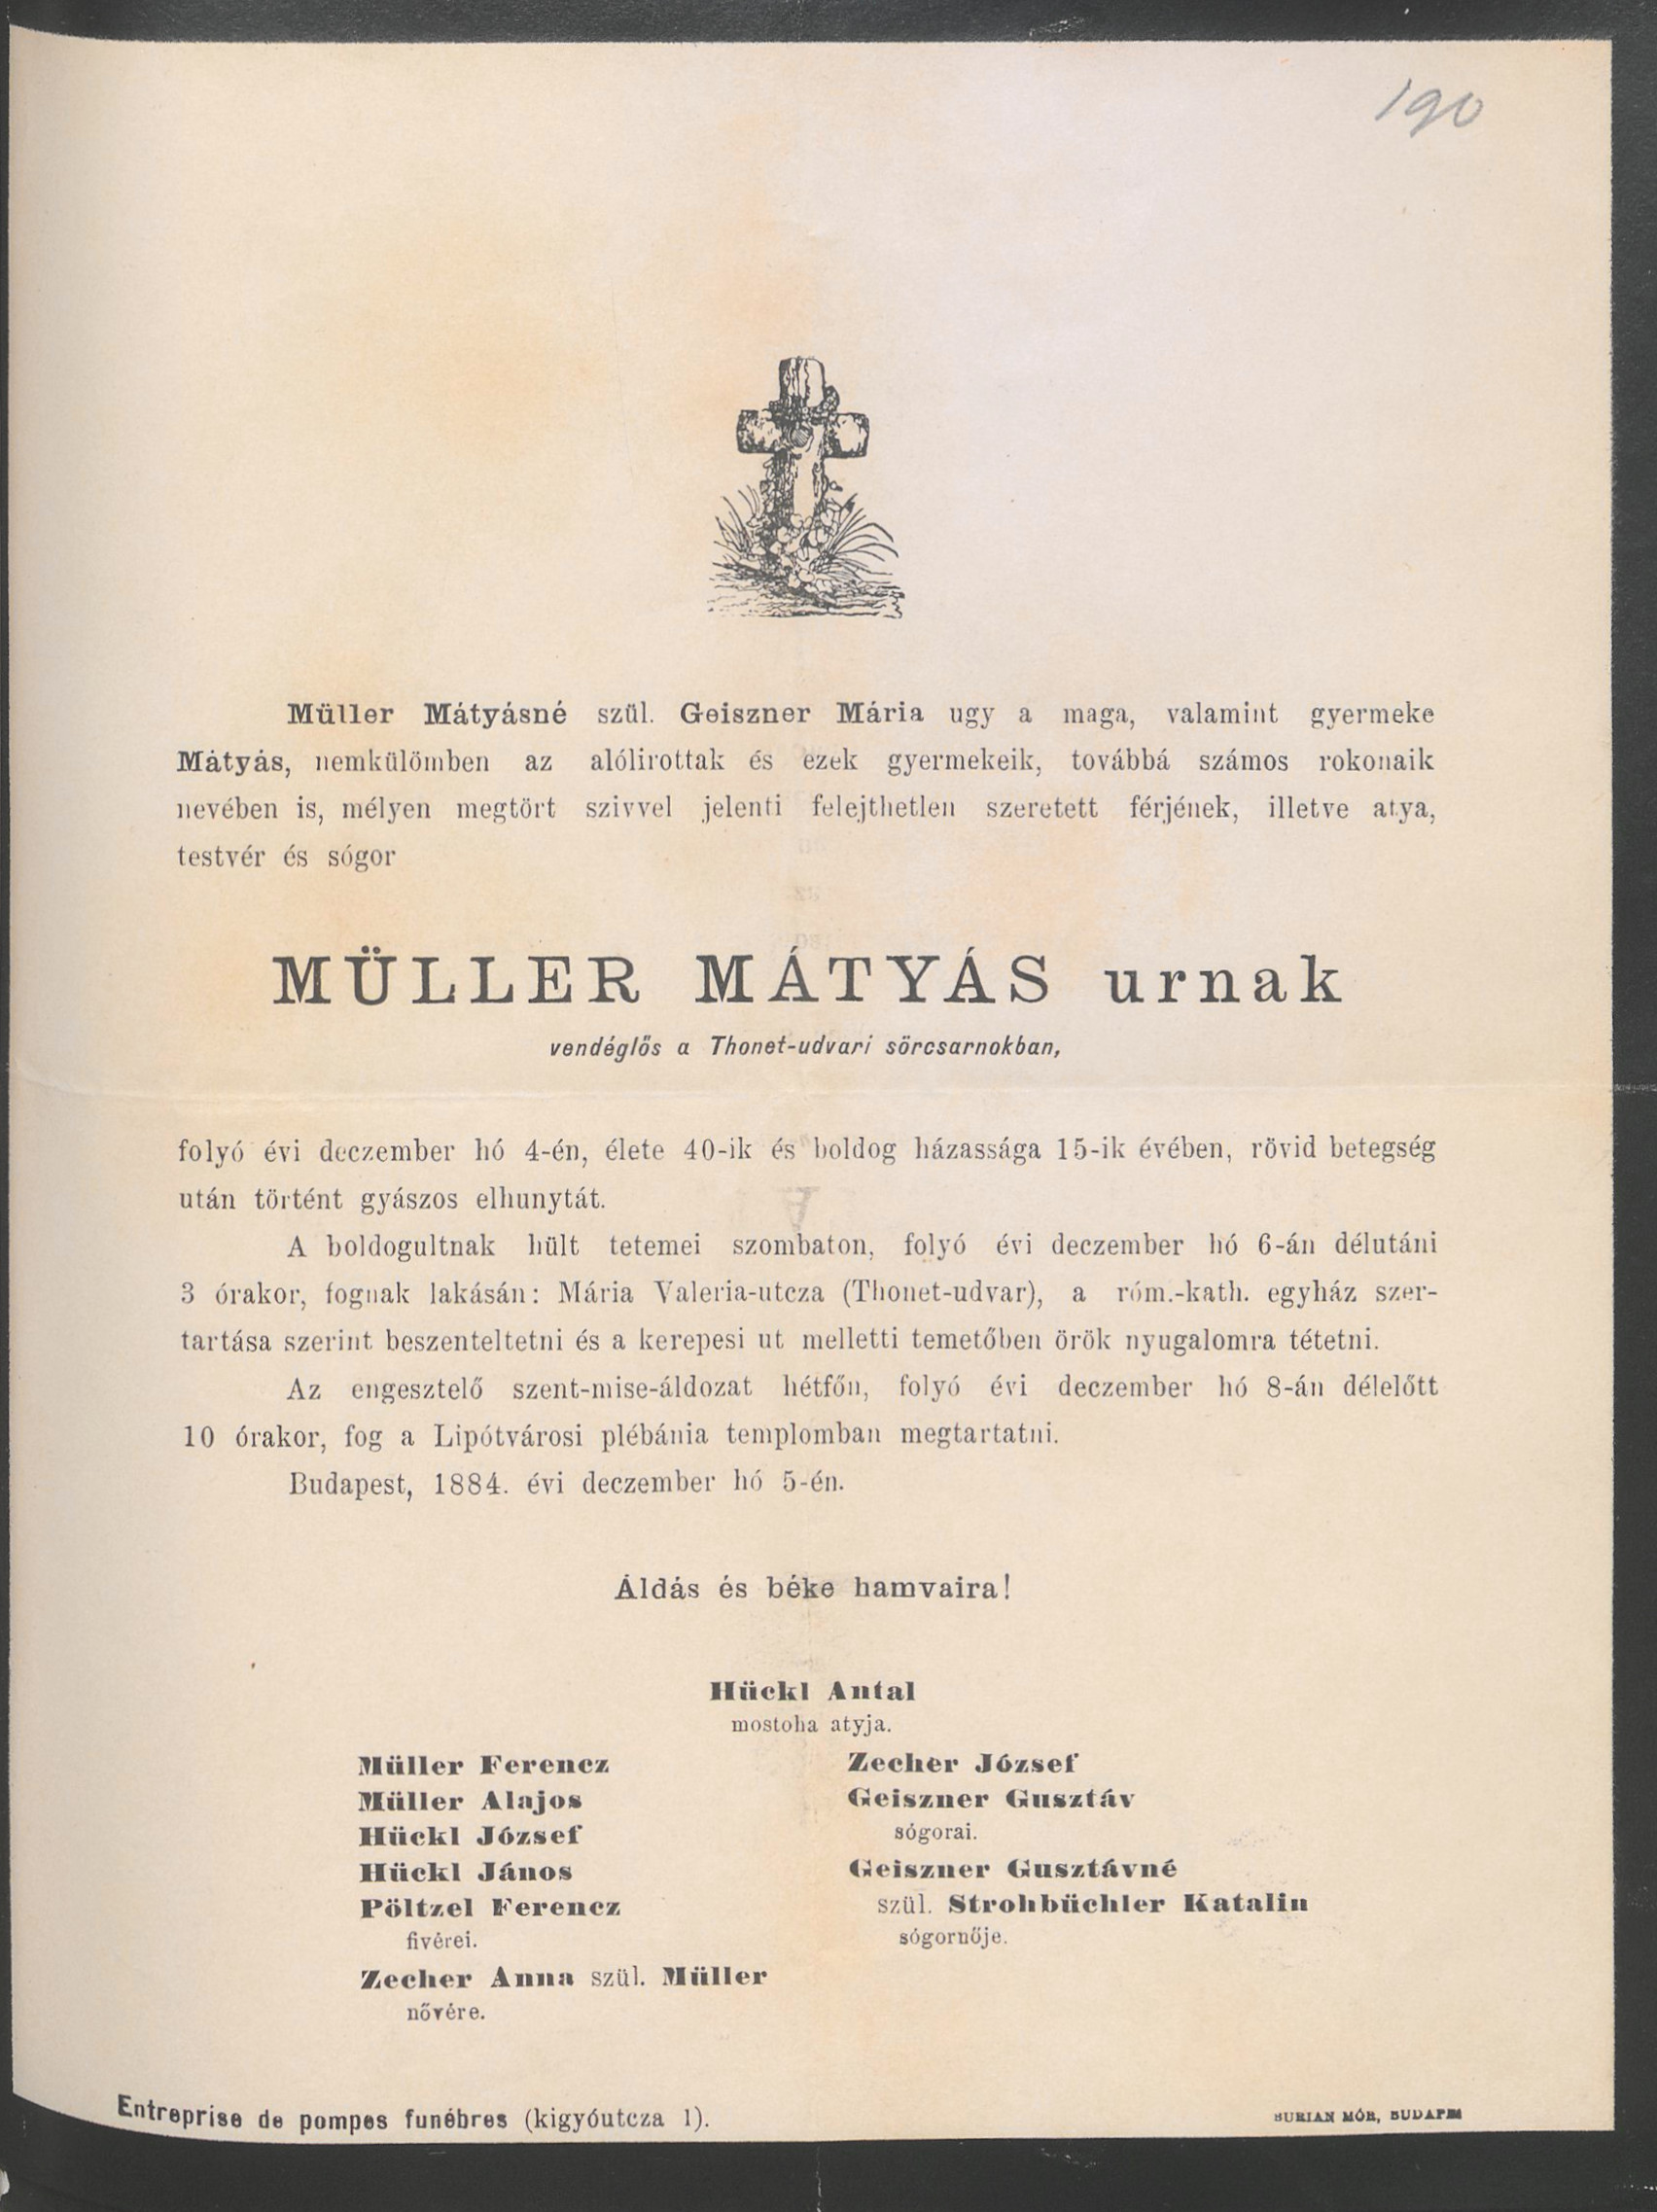 190
Müller Mátyásné szül. Geiszner Mária ugy a maga, valamint gyermeke
Mátyás, nemkülömben az alólirottak és ezek gyermekeik, továbbá számos rokonaik
nevében is, mélyen megtört szivvel jelenti felejthetlen szeretett férjének, illetve atya,
testvér és sógor
MÜLLER MÁTYÁS urnak
vendéglős a Thonet-udvari sörcsarnokban,
folyó évi deczember hó 4-én, élete 40-ik és boldog házassága 15-ik évében, rövid betegség
után történt gyászos elhunytát.
A boldogultnak hült tetemei szombaton, folyó évi deczember hó 6-án délutáni
3 órakor, fognak lakásán: Mária Valeria-utcza (Thonet-udvar), a róm.-kath. egyház szer-
tartása szerint beszenteltetni és a kerepesi ut melletti temetőben örök nyugalomra tétetni.
Az engesztelő szent-mise-áldozat hétfőn, folyó évi deczember hó 8-án délelőtt
10 órakor, fog a Lipótvárosi plébánia templomban megtartatni.
Budapest, 1884. évi deczember hó 5-én.
Áldás és béke hamvaira!
Hückl Antal
mostoha atyja.
Müller Ferencz
Müller Alajos
Hückl József
Hückl János
Pöltzel Ferencz
fivérei.
Zecher Anna szül. Müller
nővére.
Zecher József
Geiszner Gusztáv
sógorai.
Geiszner Gusztávné
szül. Strohbüchler Katalin
sógornője.
Entreprise de pompes funébres (kigyóutcza 1).
BURIAN MÓR, BUDAPEST